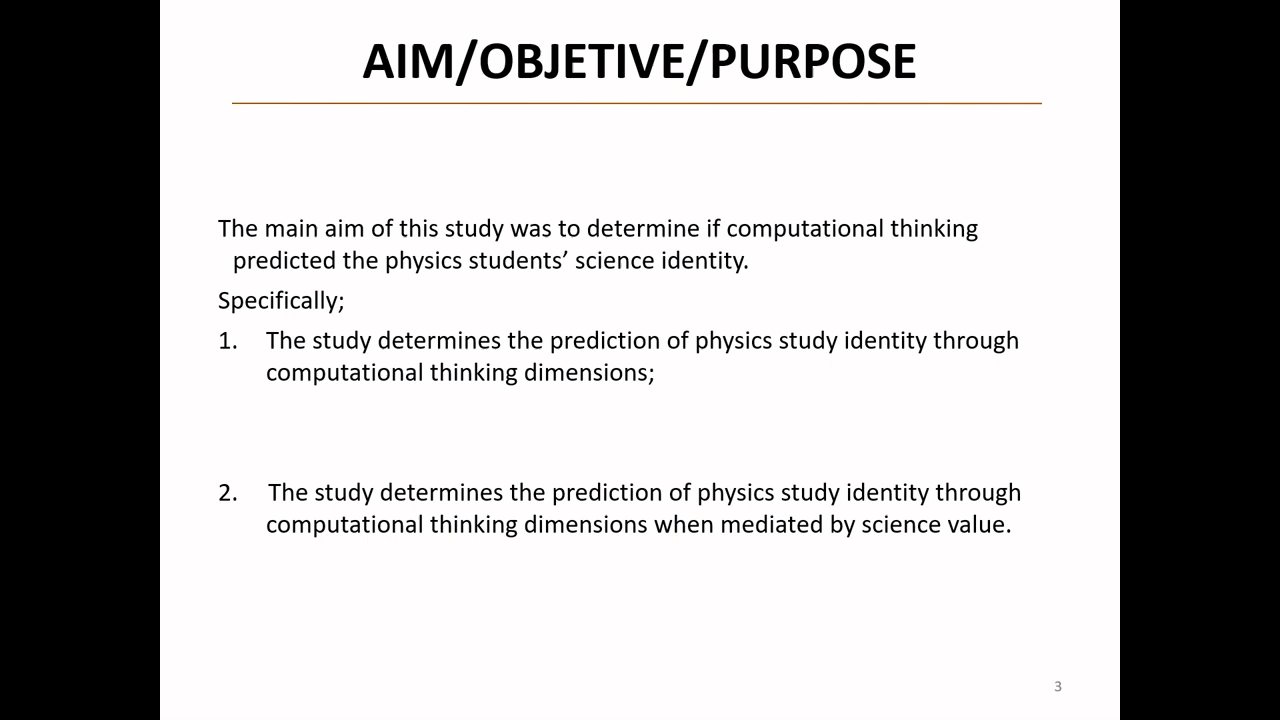 AIM/OBJETIVE/PURPOSE
The main aim of this study was to determine if computational thinking
predicted the physics students’ science identity.
Specifically;
1. The study determines the prediction of physics study identity through
computational thinking dimensions;
2. The study determines the prediction of physics study identity through
computational thinking dimensions when mediated by science value.
3